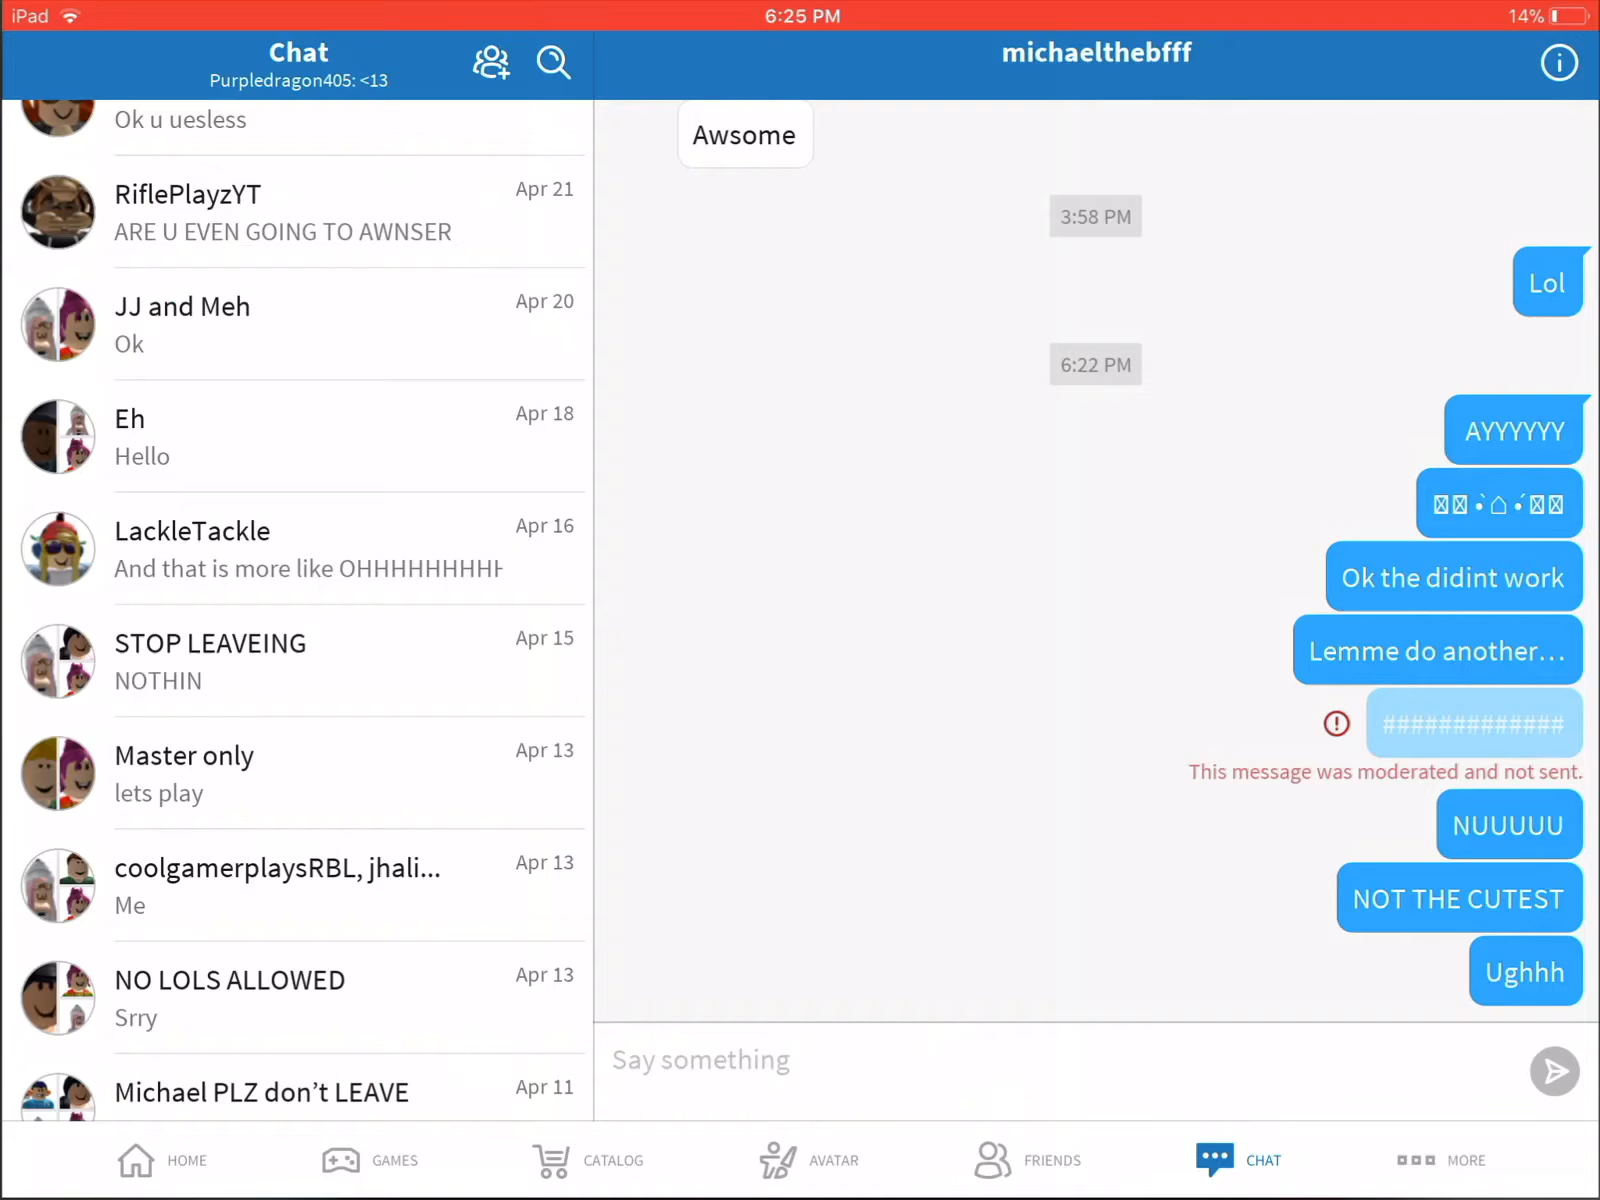 iPad
6:25 PM
14%
Chat
Purpledragon405: <13
michaelthebfff
Ok u uesless
RiflePlayzYT
Apr 21
ARE U EVEN GOING TO AWNSER
JJ and Meh
Apr 20
Ok
Eh
Apr 18
Hello
LackleTackle
Apr 16
And that is more like OHHHHHHHHH
STOP LEAVEING
Apr 15
NOTHIN
Master only
Apr 13
lets play
coolgamerplaysRBL, jhali...
Apr 13
Me
NO LOLS ALLOWED
Apr 13
Srry
Michael PLZ don’t LEAVE
Apr 11
Awsome
3:58 PM
Lol
6:22 PM
AYYYYYY
Ok the didint work
Lemme do another...
#############
This message was moderated and not sent.
NUUUUU
NOT THE CUTEST
Ughhh
Say something
HOME
GAMES
CATALOG
AVATAR
FRIENDS
CHAT
MORE